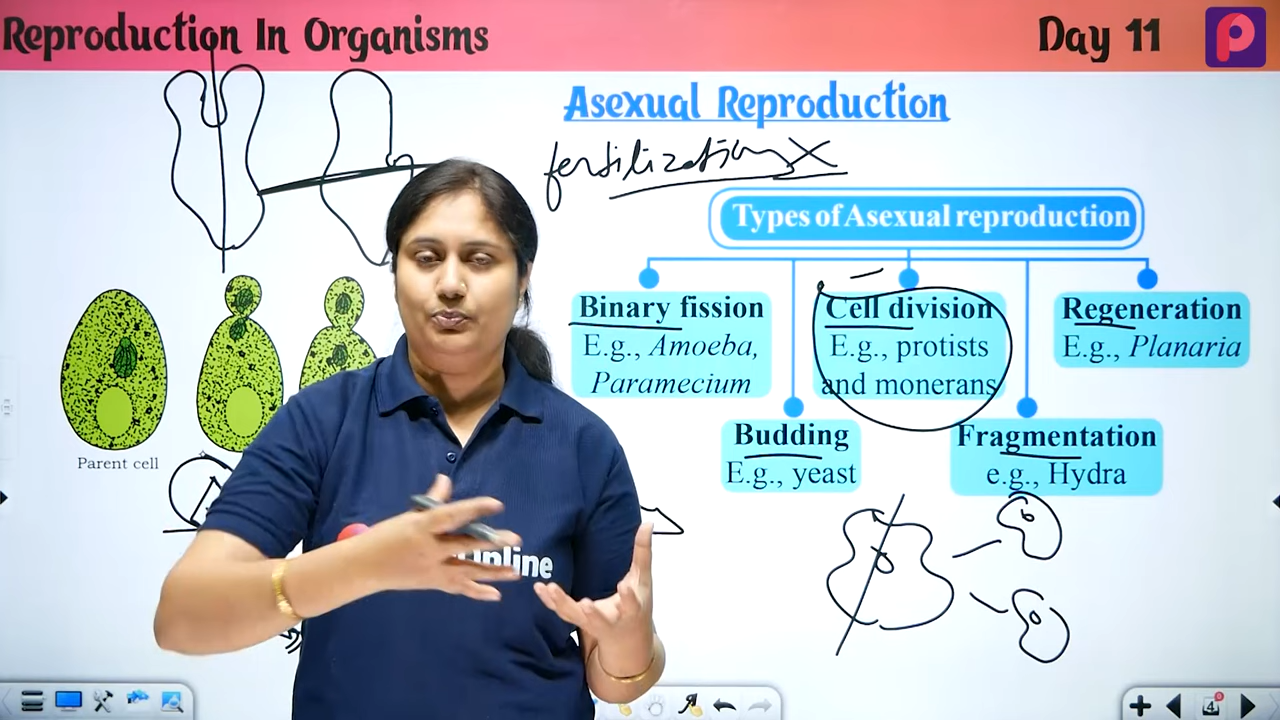 Reproduction In Organisms
Day 11
Asexual Reproduction
fertilization X
Types of Asexual reproduction
Binary fission
E.g., Amoeba,
Paramecium
Cell division
E.g., protists
and monerans
Regeneration
E.g., Planaria
Budding
E.g., yeast
Fragmentation
e.g., Hydra
Parent cell
4